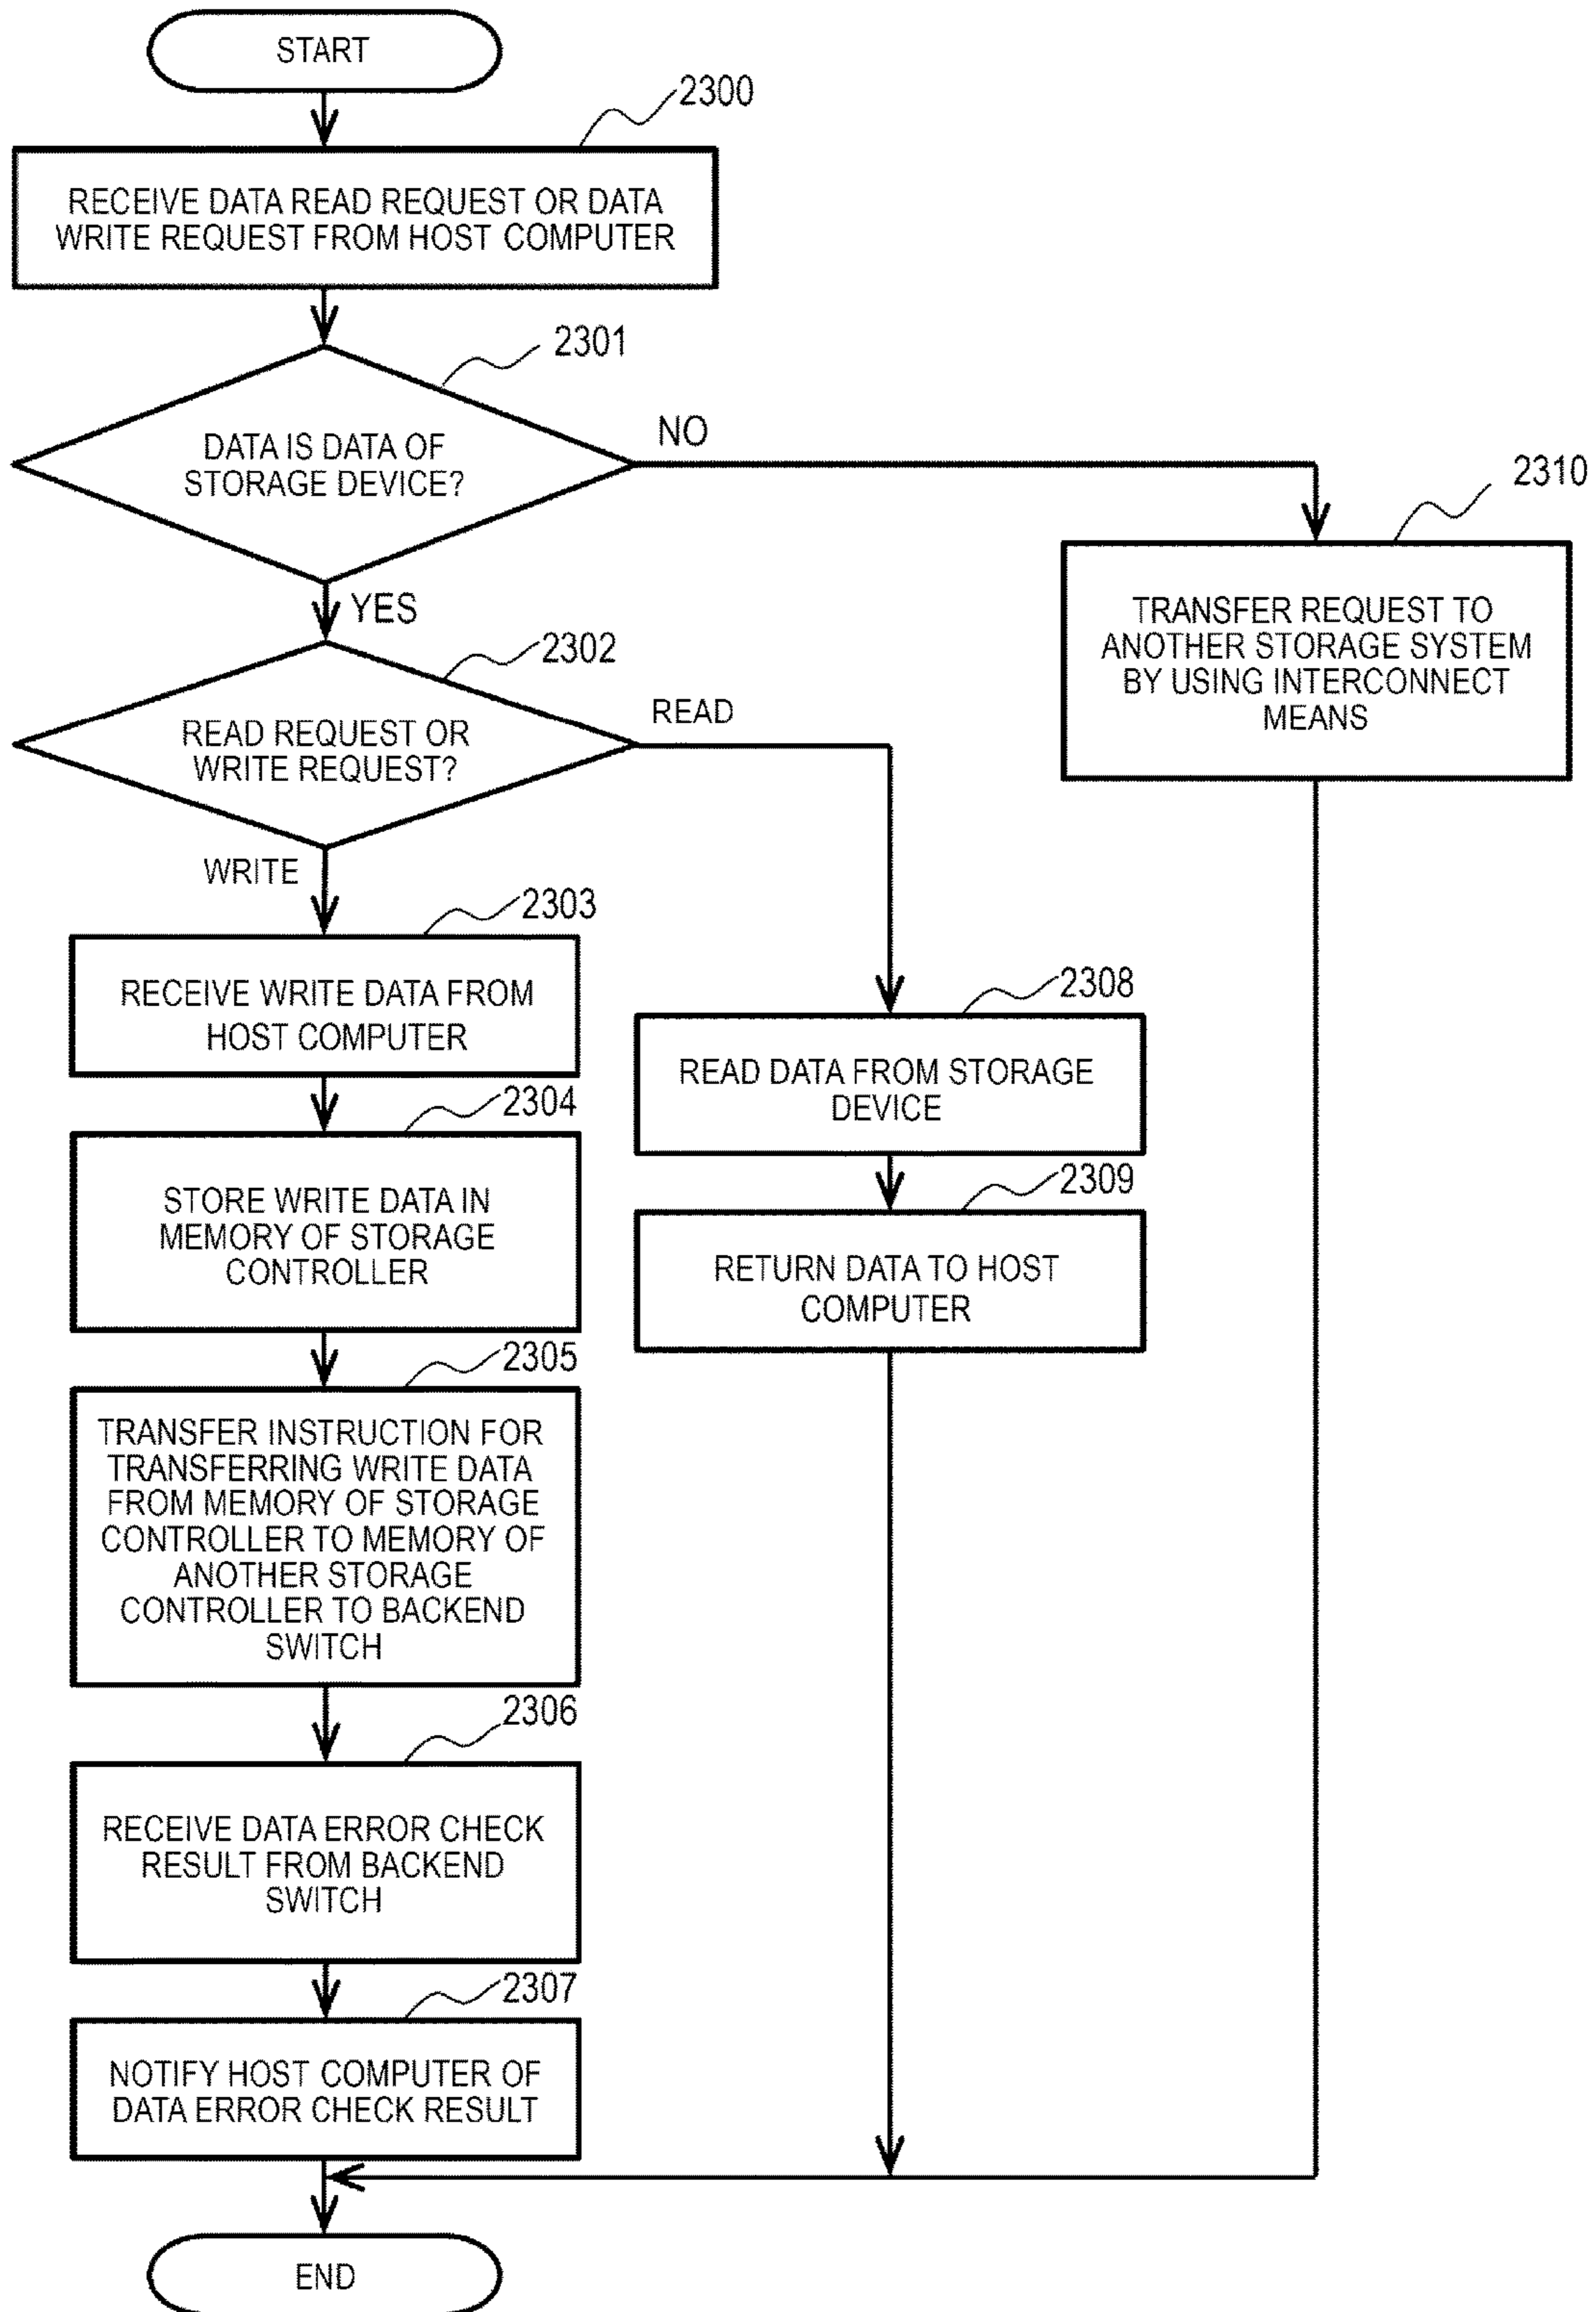 START
2300
RECEIVE DATA READ REQUEST OR DATA
WRITE REQUEST FROM HOST COMPUTER
2301
DATA IS DATA OF
STORAGE DEVICE?
NO
YES
2310
TRANSFER REQUEST TO
ANOTHER STORAGE SYSTEM
BY USING INTERCONNECT
MEANS
2302
READ REQUEST OR
WRITE REQUEST?
READ
WRITE
2303
RECEIVE WRITE DATA FROM
HOST COMPUTER
2308
READ DATA FROM STORAGE
DEVICE
2304
STORE WRITE DATA IN
MEMORY OF STORAGE
CONTROLLER
2309
RETURN DATA TO HOST
COMPUTER
2305
TRANSFER INSTRUCTION FOR
TRANSFERRING WRITE DATA
FROM MEMORY OF STORAGE
CONTROLLER TO MEMORY OF
ANOTHER STORAGE
CONTROLLER TO BACKEND
SWITCH
2306
RECEIVE DATA ERROR CHECK
RESULT FROM BACKEND
SWITCH
2307
NOTIFY HOST COMPUTER OF
DATA ERROR CHECK RESULT
END